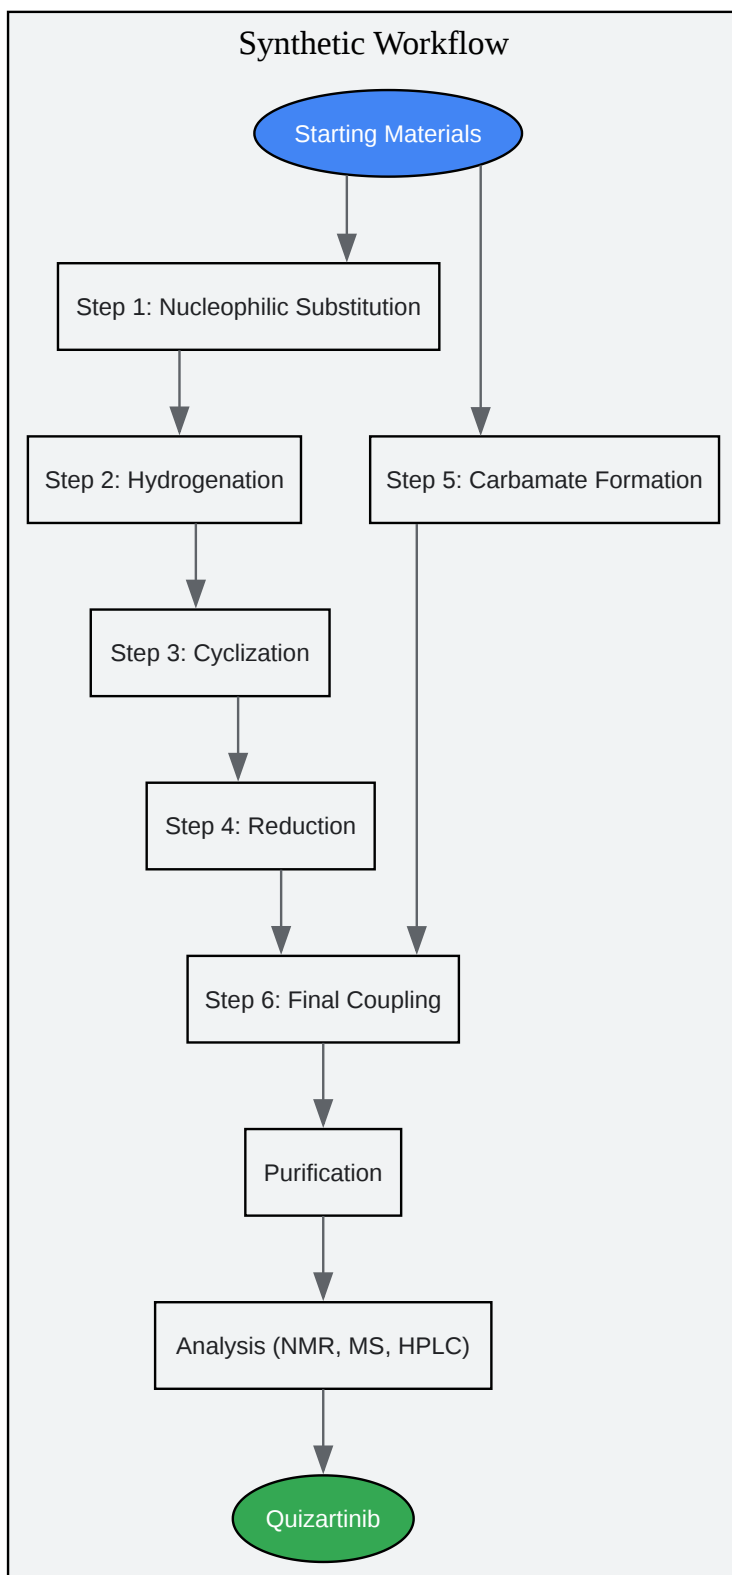 Synthetic Workflow
Starting Materials
Step 1: Nucleophilic Substitution
Step 2: Hydrogenation
Step 5: Carbamate Formation
Step 3: Cyclization
Step 4: Reduction
Step 6: Final Coupling
Purification
Analysis (NMR, MS, HPLC)
Quizartinib